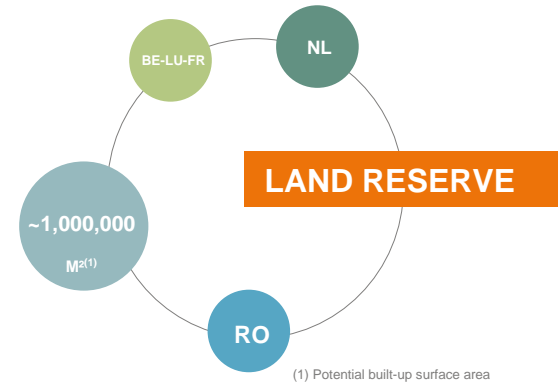 NL
BE-LU-FR
LAND RESERVE
~1,000,000
M²⁽¹⁾
RO
(1) Potential built-up surface area